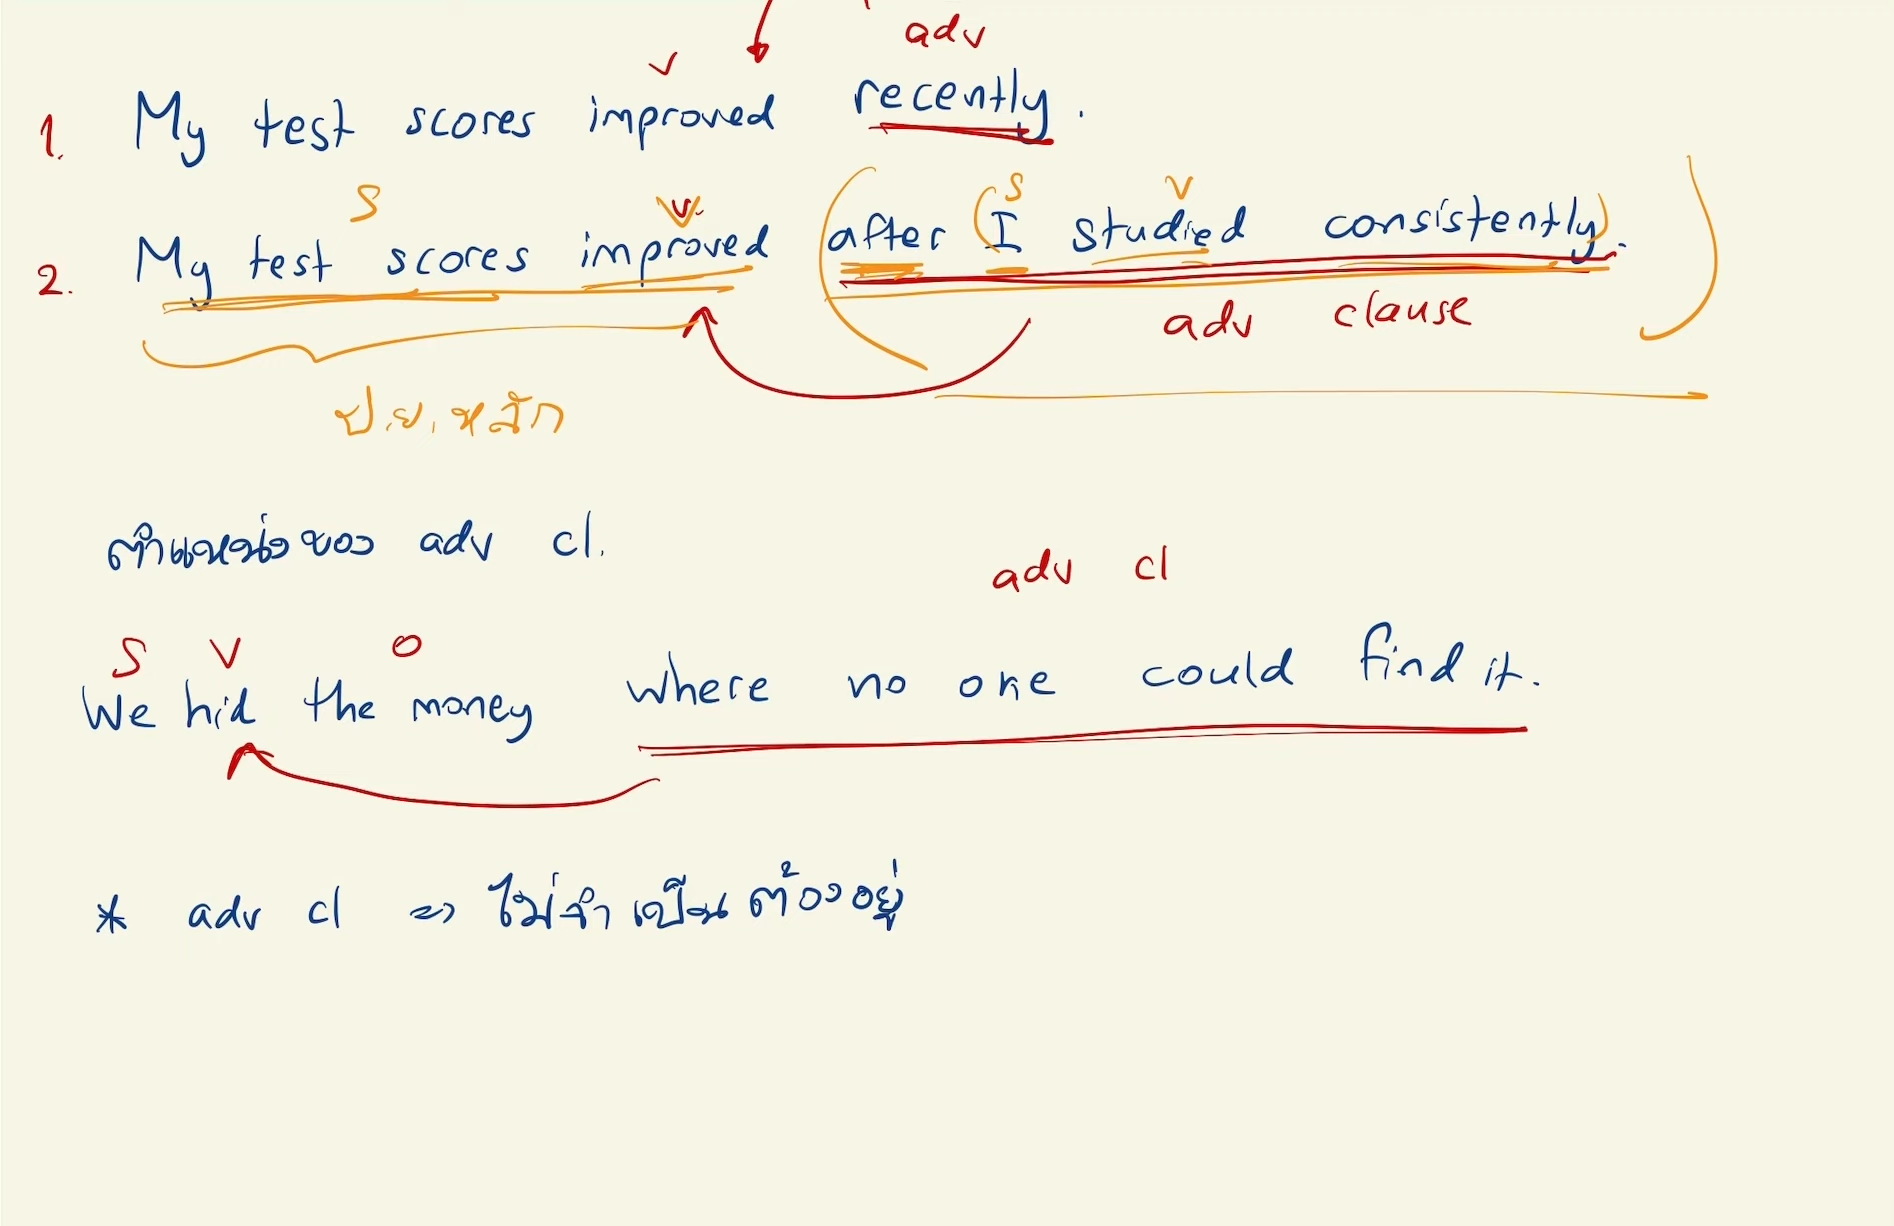 adv
v
1. My test scores improved recently.
S v. S v
2. My test scores improved (after (I studied consistently).)
adv clause
ป.ย.หลัก
ตำแหน่งของ adv cl.
adv cl
S V O
We hid the money where no one could find it.
* adv cl => ไม่จำเป็นต้องอยู่